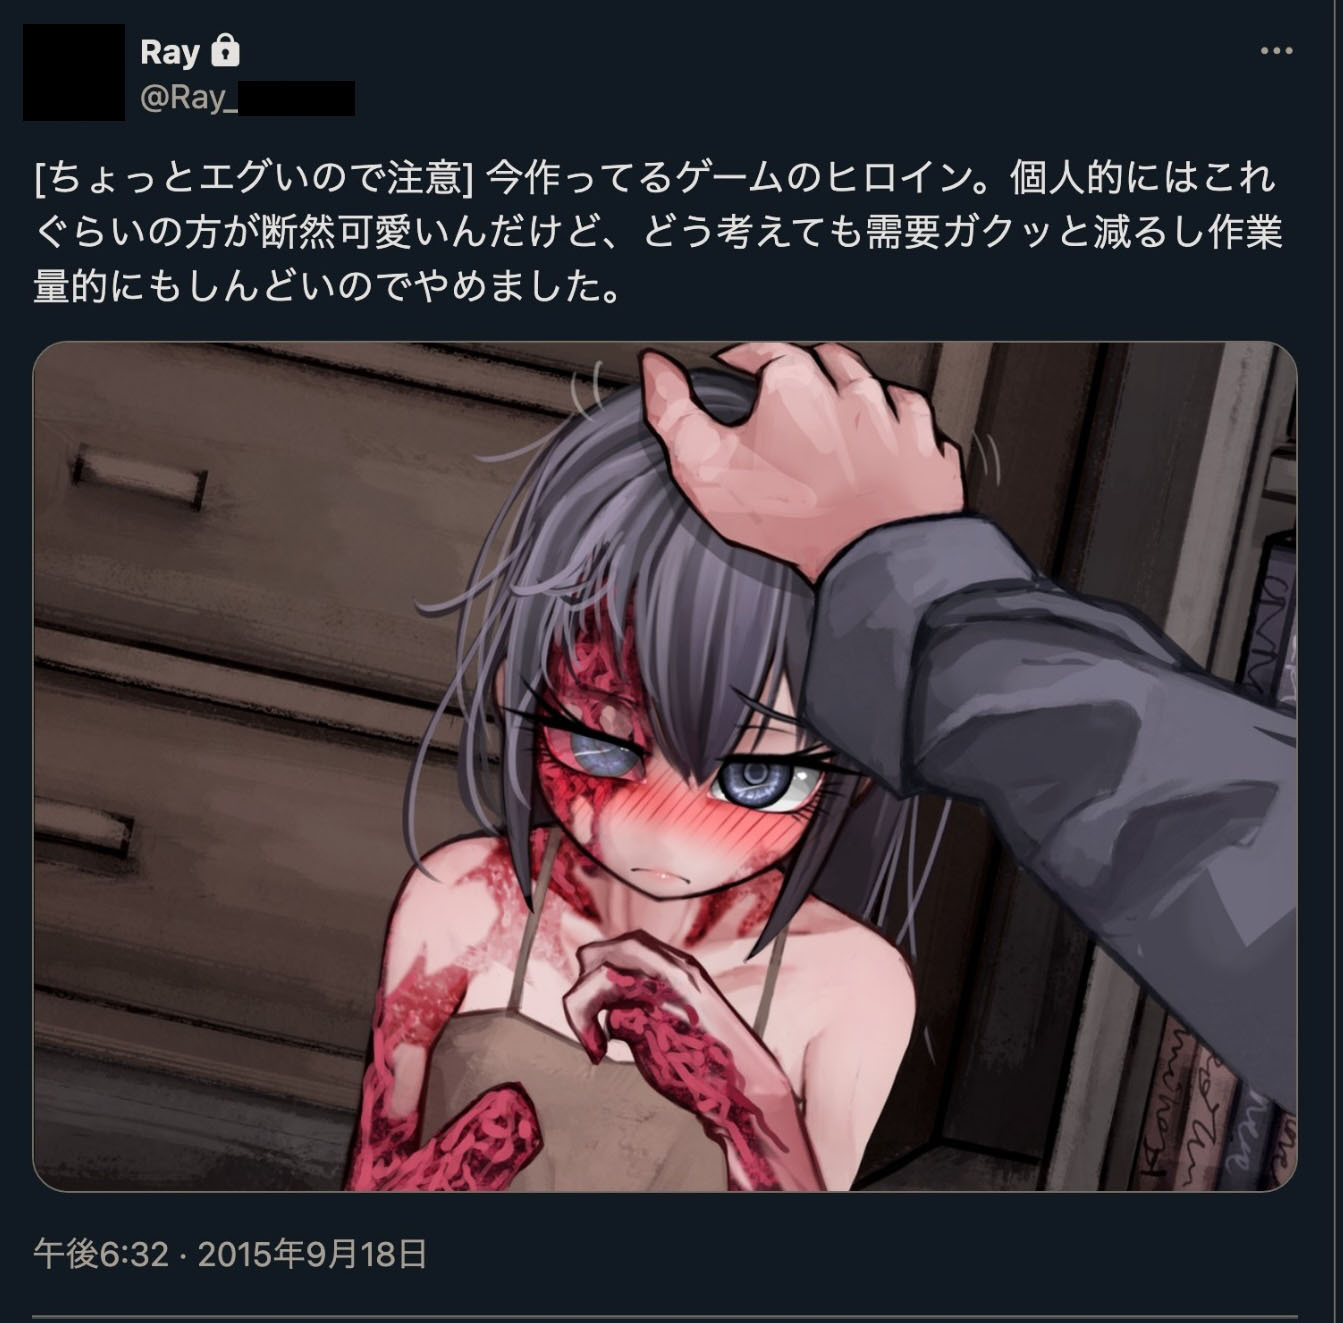 Ray
@Ray_
[ちょっとエグいので注意] 今作ってるゲームのヒロイン。個人的にはこれ
ぐらいの方が断然可愛いんだけど、どう考えても需要ガクッと減るし作業
量的にもしんどいのでやめました。
午後6:32 · 2015年9月18日